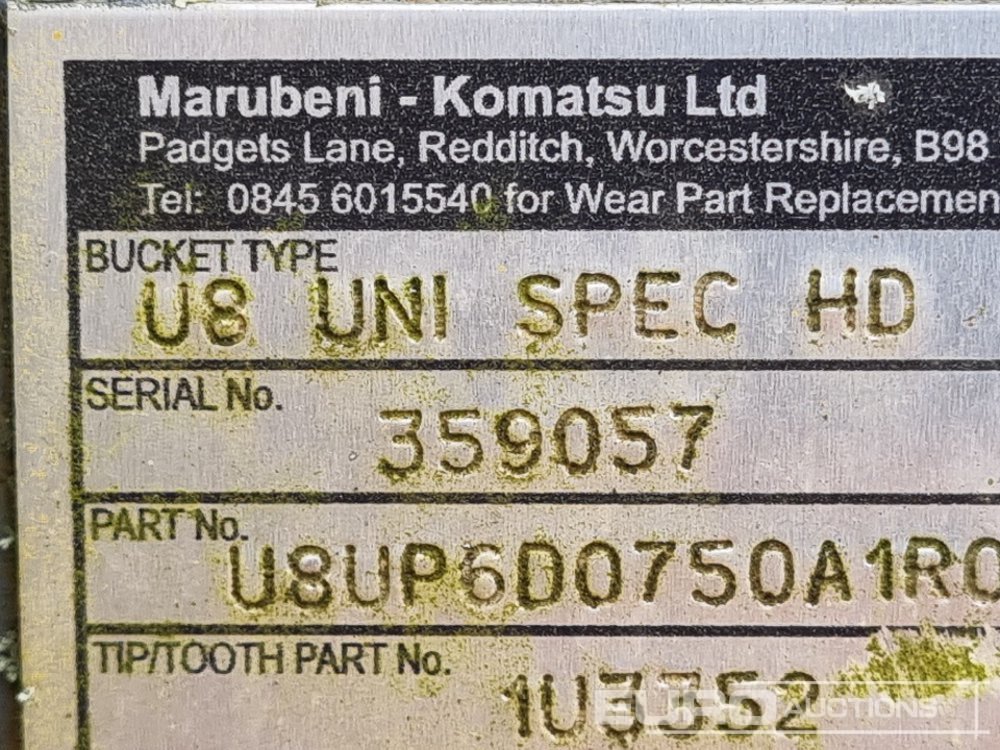 Marubeni - Komatsu Ltd
Padgets Lane, Redditch, Worcestershire, B98
Tel: 0845 6015540 for Wear Part Replacemen
BUCKET TYPE
U8 UNI SPEC HD
SERIAL No.
359057
PART No.
U8UP6D0750A1R0
TIP/TOOTH PART No.
1U3352
EURO AUCTIONS